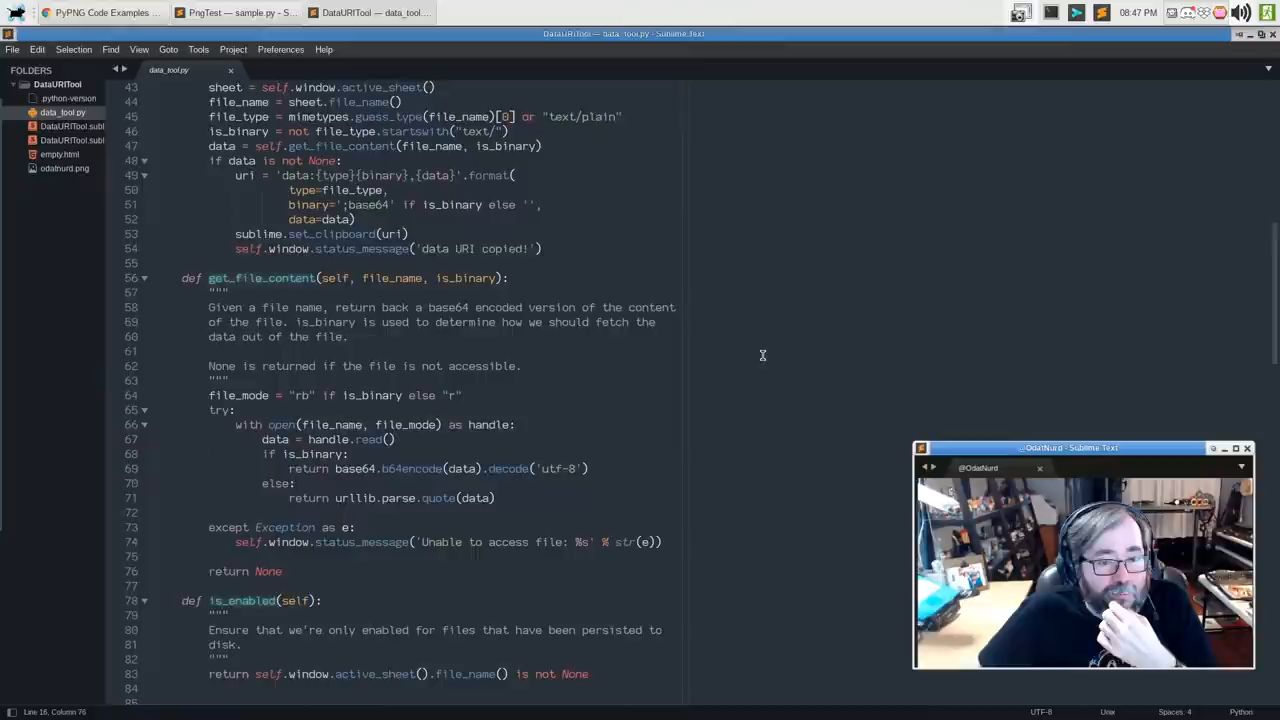 PyPNG Code Examples ...
PngTest — sample.py - S...
DataURITool — data_tool....
08:47 PM
DataURITool — data_tool.py - Sublime Text
File Edit Selection Find View Goto Tools Project Preferences Help
FOLDERS
DataURITool
.python-version
data_tool.py
DataURITool.subl
DataURITool.subl
empty.html
odatnurd.png
data_tool.py
43 sheet = self.window.active_sheet()
44 file_name = sheet.file_name()
45 file_type = mimetypes.guess_type(file_name)[0] or "text/plain"
46 is_binary = not file_type.startswith("text/")
47 data = self.get_file_content(file_name, is_binary)
48 if data is not None:
49 uri = 'data:{type}{binary},{data}'.format(
50 type=file_type,
51 binary=';base64' if is_binary else '',
52 data=data)
53 sublime.set_clipboard(uri)
54 self.window.status_message('data URI copied!')
55
56 def get_file_content(self, file_name, is_binary):
57 """
58 Given a file name, return back a base64 encoded version of the content
59 of the file. is_binary is used to determine how we should fetch the
60 data out of the file.
61
62 None is returned if the file is not accessible.
63 """
64 file_mode = "rb" if is_binary else "r"
65 try:
66 with open(file_name, file_mode) as handle:
67 data = handle.read()
68 if is_binary:
69 return base64.b64encode(data).decode('utf-8')
70 else:
71 return urllib.parse.quote(data)
72
73 except Exception as e:
74 self.window.status_message('Unable to access file: %s' % str(e))
75
76 return None
77
78 def is_enabled(self):
79 """
80 Ensure that we're only enabled for files that have been persisted to
81 disk.
82 """
83 return self.window.active_sheet().file_name() is not None
84
85
@OdatNurd - Sublime Text
@OdatNurd
Line 16, Column 76
UTF-8 Unix Spaces: 4 Python